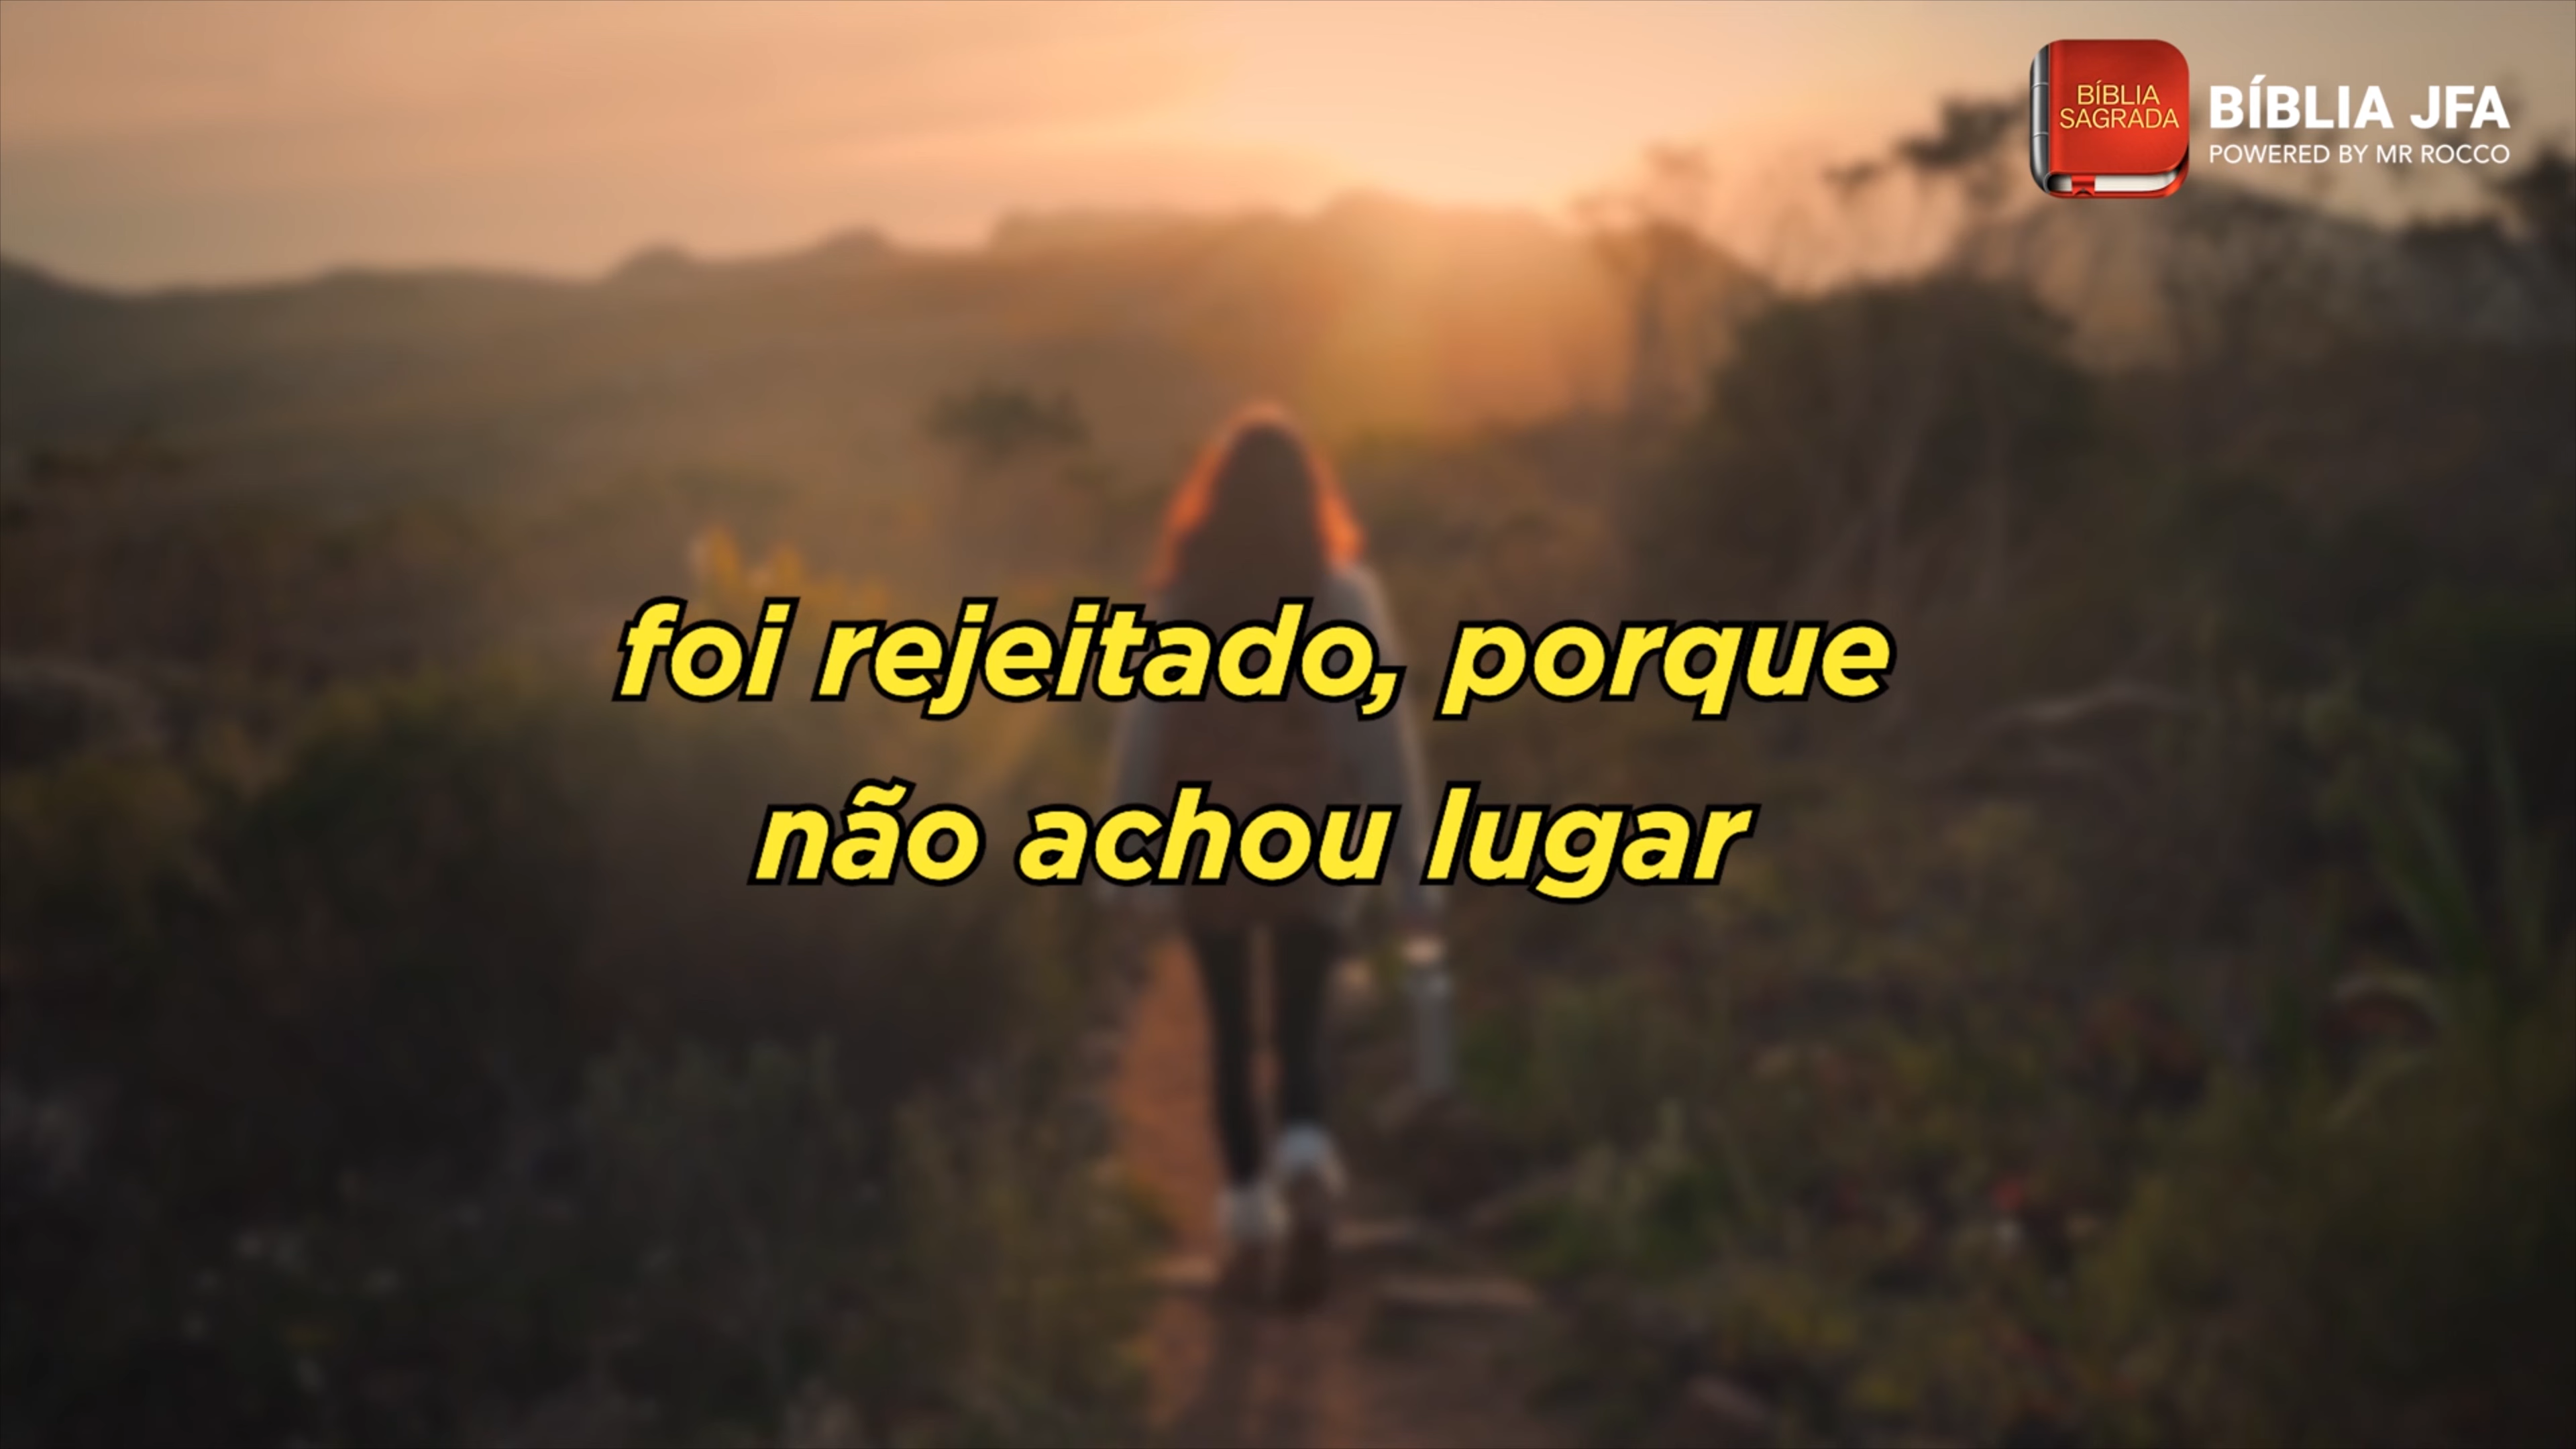 BÍBLIA
SAGRADA
BÍBLIA JFA
POWERED BY MR ROCCO
foi rejeitado, porque
não achou lugar